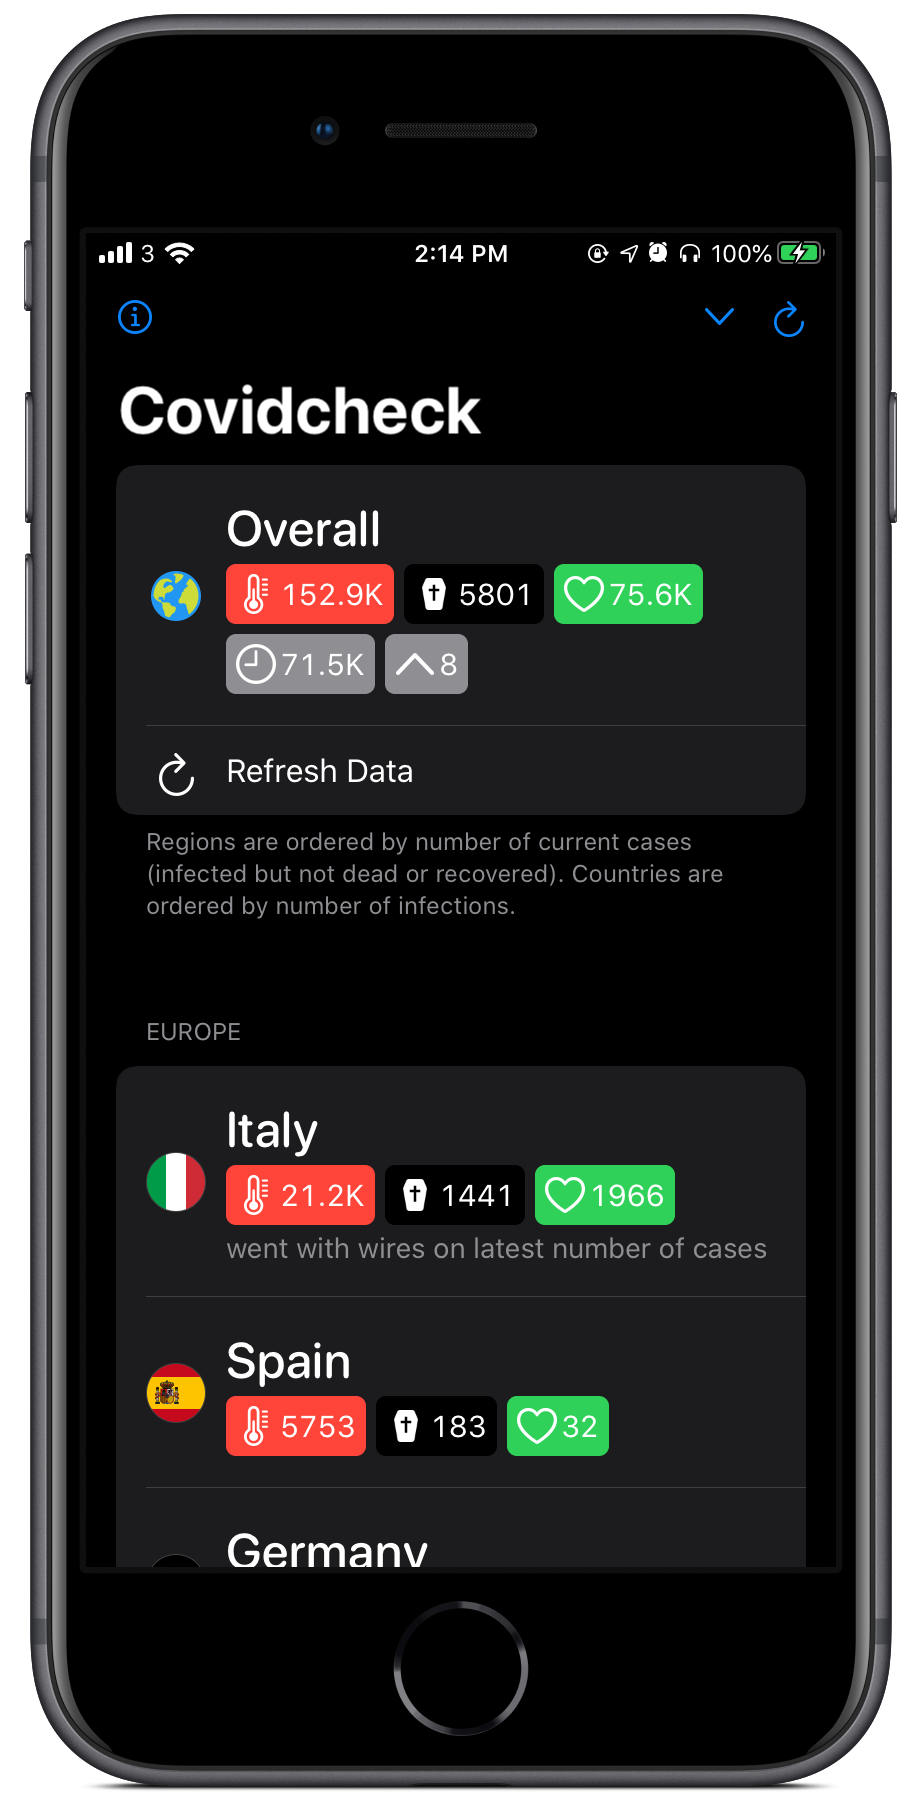 3 2:14 PM 100%
Covidcheck
Overall
152.9K 5801 75.6K
71.5K 8
Refresh Data
Regions are ordered by number of current cases
(infected but not dead or recovered). Countries are
ordered by number of infections.
EUROPE
Italy
21.2K 1441 1966
went with wires on latest number of cases
Spain
5753 183 32
Germany